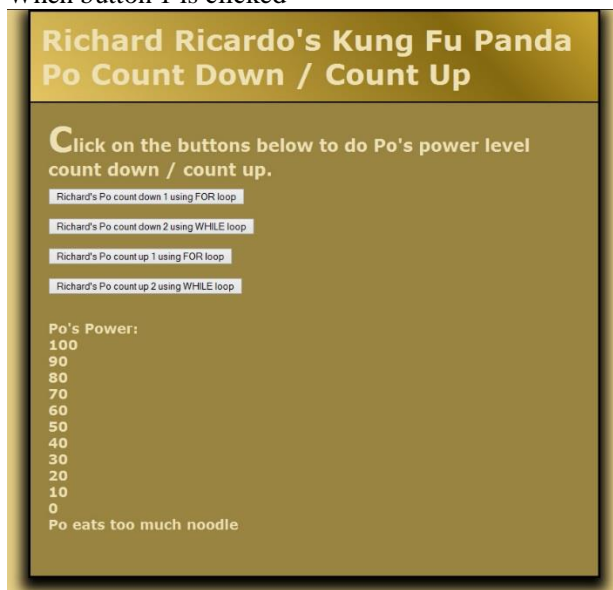 When button 1 is clicked
Richard Ricardo's Kung Fu Panda
Po Count Down / Count Up
Click on the buttons below to do Po's power level
count down / count up.
Richard's Po count down 1 using FOR loop
Richard's Po count down 2 using WHILE loop
Richard's Po count up 1 using FOR loop
Richard's Po count up 2 using WHILE loop
Po's Power:
100
90
80
70
60
50
40
30
20
10
0
Po eats too much noodle